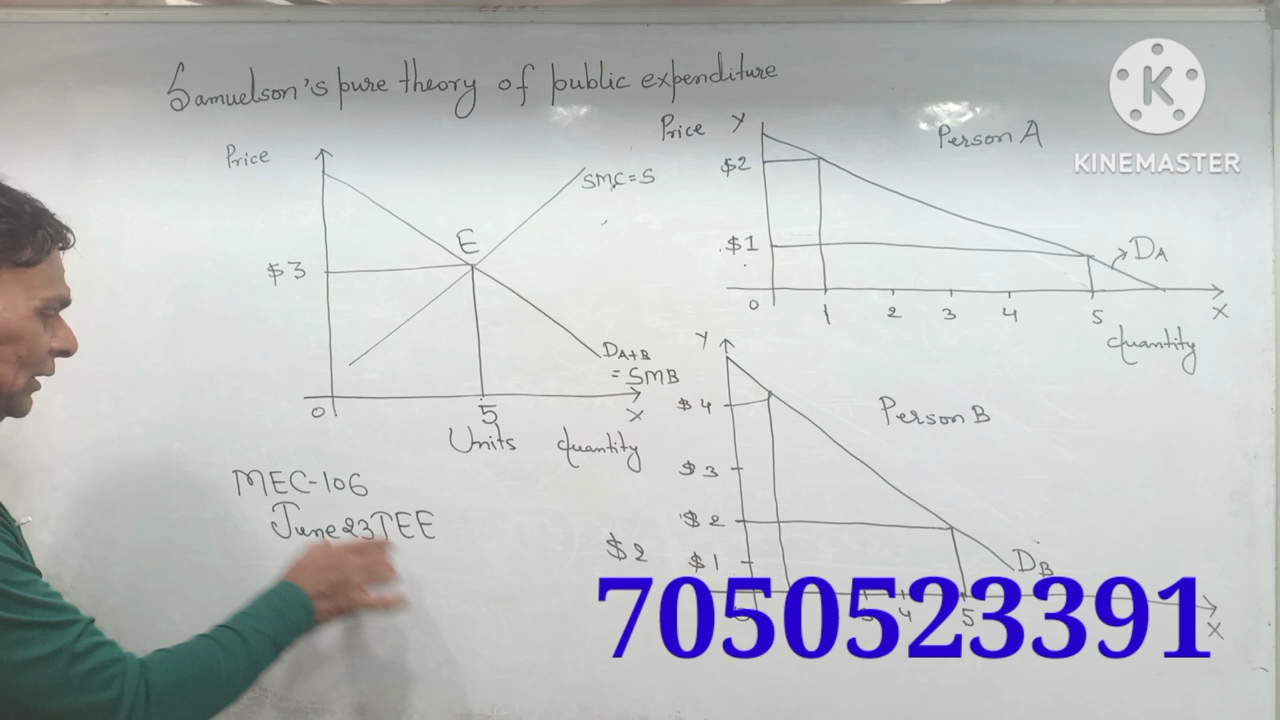 Samuelson's pure theory of public expenditure
Price
SMC=S
E
$3
DA+B
= SMB
0
5
X
Units quantity
MEC-106
June23TEE
Price Y
Person A
$2
$1
DA
0
1 2 3 4 5
X
quantity
Y
Person B
$4
$3
$2
$2
$1
DB
4 5
X
K
KINEMASTER
7050523391